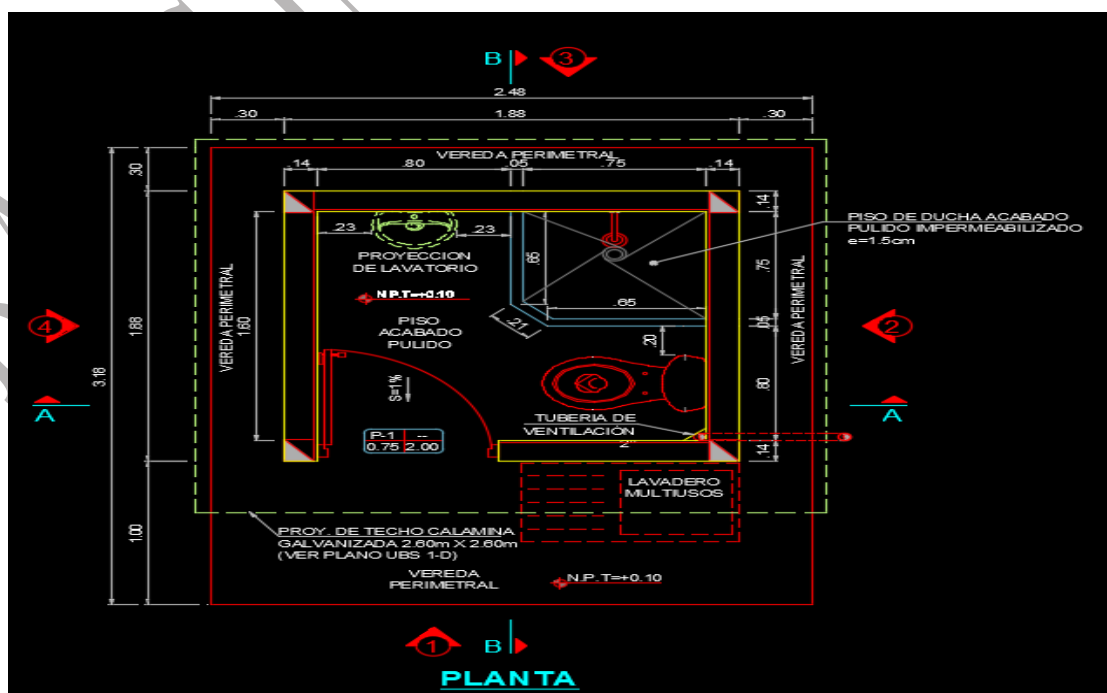 B
3
2.48
.30
1.88
.30
VEREDA PERIMETRAL
.14
.80
.05
.75
.14
.30
.14
PISO DE DUCHA ACABADO
PULIDO IMPERMEABILIZADO
e=1.5cm
.23
.23
PROYECCION
DE LAVATORIO
.65
.75
N.P.T=+0.10
.65
VEREDA PERIMETRAL
1.60
VEREDA PERIMETRAL
4
1.88
PISO
ACABADO
PULIDO
.21
.05
2
.20
3.18
S=1%
.80
A
A
TUBERIA DE
VENTILACIÓN
P-1
--
0.75
2.00
2"
.14
LAVADERO
MULTIUSOS
1.00
PROY. DE TECHO CALAMINA
GALVANIZADA 2.60m X 2.60m
(VER PLANO UBS 1-D)
VEREDA
PERIMETRAL
N.P.T=+0.10
1
B
PLANTA